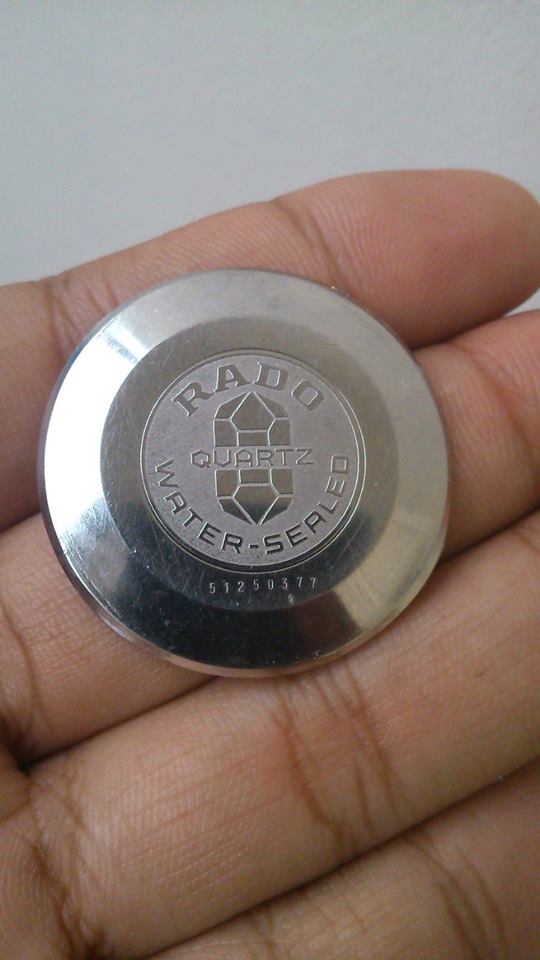 RADO
QUARTZ
WATER-SEALED
51250377